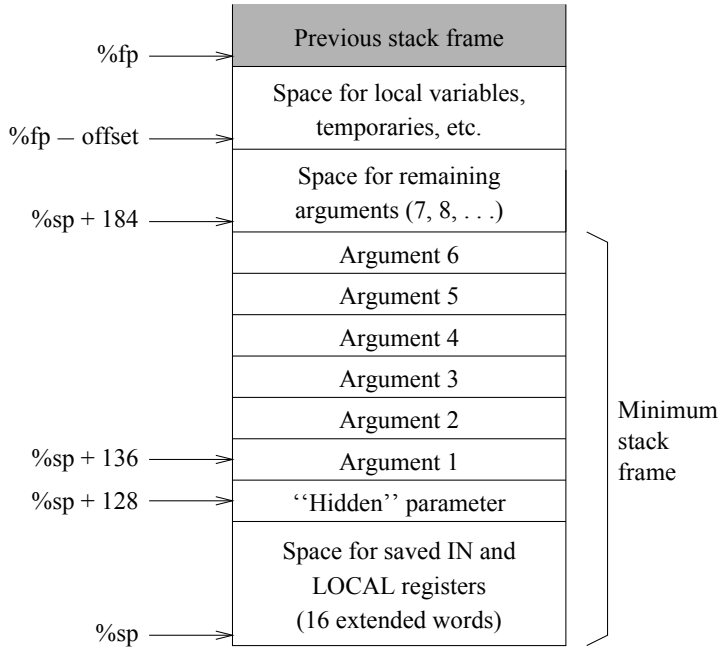 Previous stack frame
%fp
Space for local variables,
temporaries, etc.
%fp – offset
Space for remaining
arguments (7, 8, . . .)
%sp + 184
Argument 6
Argument 5
Argument 4
Argument 3
Argument 2
%sp + 136
Argument 1
%sp + 128
‘‘Hidden’’ parameter
Space for saved IN and
LOCAL registers
(16 extended words)
%sp
Minimum
stack
frame